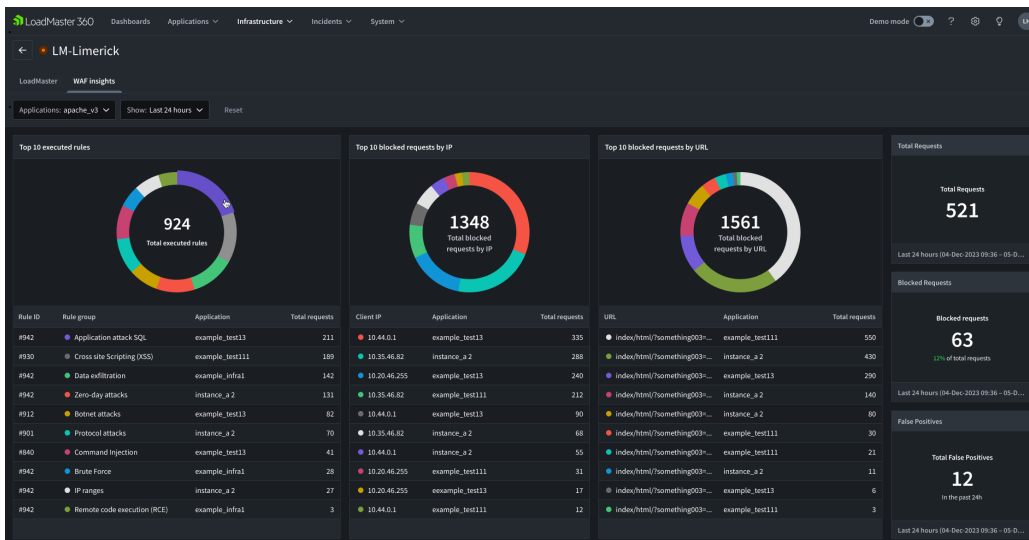 LoadMaster 360 Dashboards Applications Infrastructure Incidents System Demo mode ? LM
LM-Limerick
LoadMaster WAF insights
Applications: apache_v3 Show: Last 24 hours Reset
Top 10 executed rules
924
Total executed rules
Rule ID Rule group Application Total requests
#942 Application attack SQL example_test13 211
#930 Cross site Scripting (XSS) example_test111 189
#942 Data exfiltration example_infra1 142
#942 Zero-day attacks instance_a 2 131
#912 Botnet attacks example_test13 82
#901 Protocol attacks instance_a 2 70
#840 Command Injection example_test13 41
#942 Brute Force example_infra1 28
#942 IP ranges instance_a 2 27
#942 Remote code execution (RCE) example_infra1 3
Top 10 blocked requests by IP
1348
Total blocked
requests by IP
Client IP Application Total requests
10.44.0.1 example_test13 335
10.35.46.82 instance_a 2 288
10.20.46.255 example_test13 240
10.35.46.82 example_test111 212
10.44.0.1 example_test13 90
10.35.46.82 instance_a 2 68
10.44.0.1 instance_a 2 55
10.20.46.255 example_test111 31
10.20.46.255 eexample_test13 17
10.44.0.1 example_test111 12
Top 10 blocked requests by URL
1561
Total blocked
requests by URL
URL Application Total requests
index/html/?something003=... example_test111 550
index/html/?something003=... instance_a 2 430
index/html/?something003=... example_test13 290
index/html/?something003=... instance_a 2 140
index/html/?something003=... instance_a 2 80
index/html/?something003=... example_test111 30
index/html/?something003=... example_test111 21
index/html/?something003=... instance_a 2 11
index/html/?something003=... example_test13 6
index/html/?something003=... example_test111 3
Total Requests
Total Requests
521
Last 24 hours (04-Dec-2023 09:36 – 05-D...
Blocked Requests
Blocked requests
63
12% of total requests
Last 24 hours (04-Dec-2023 09:36 – 05-D...
False Positives
Total False Positives
12
In the past 24h
Last 24 hours (04-Dec-2023 09:36 – 05-D...